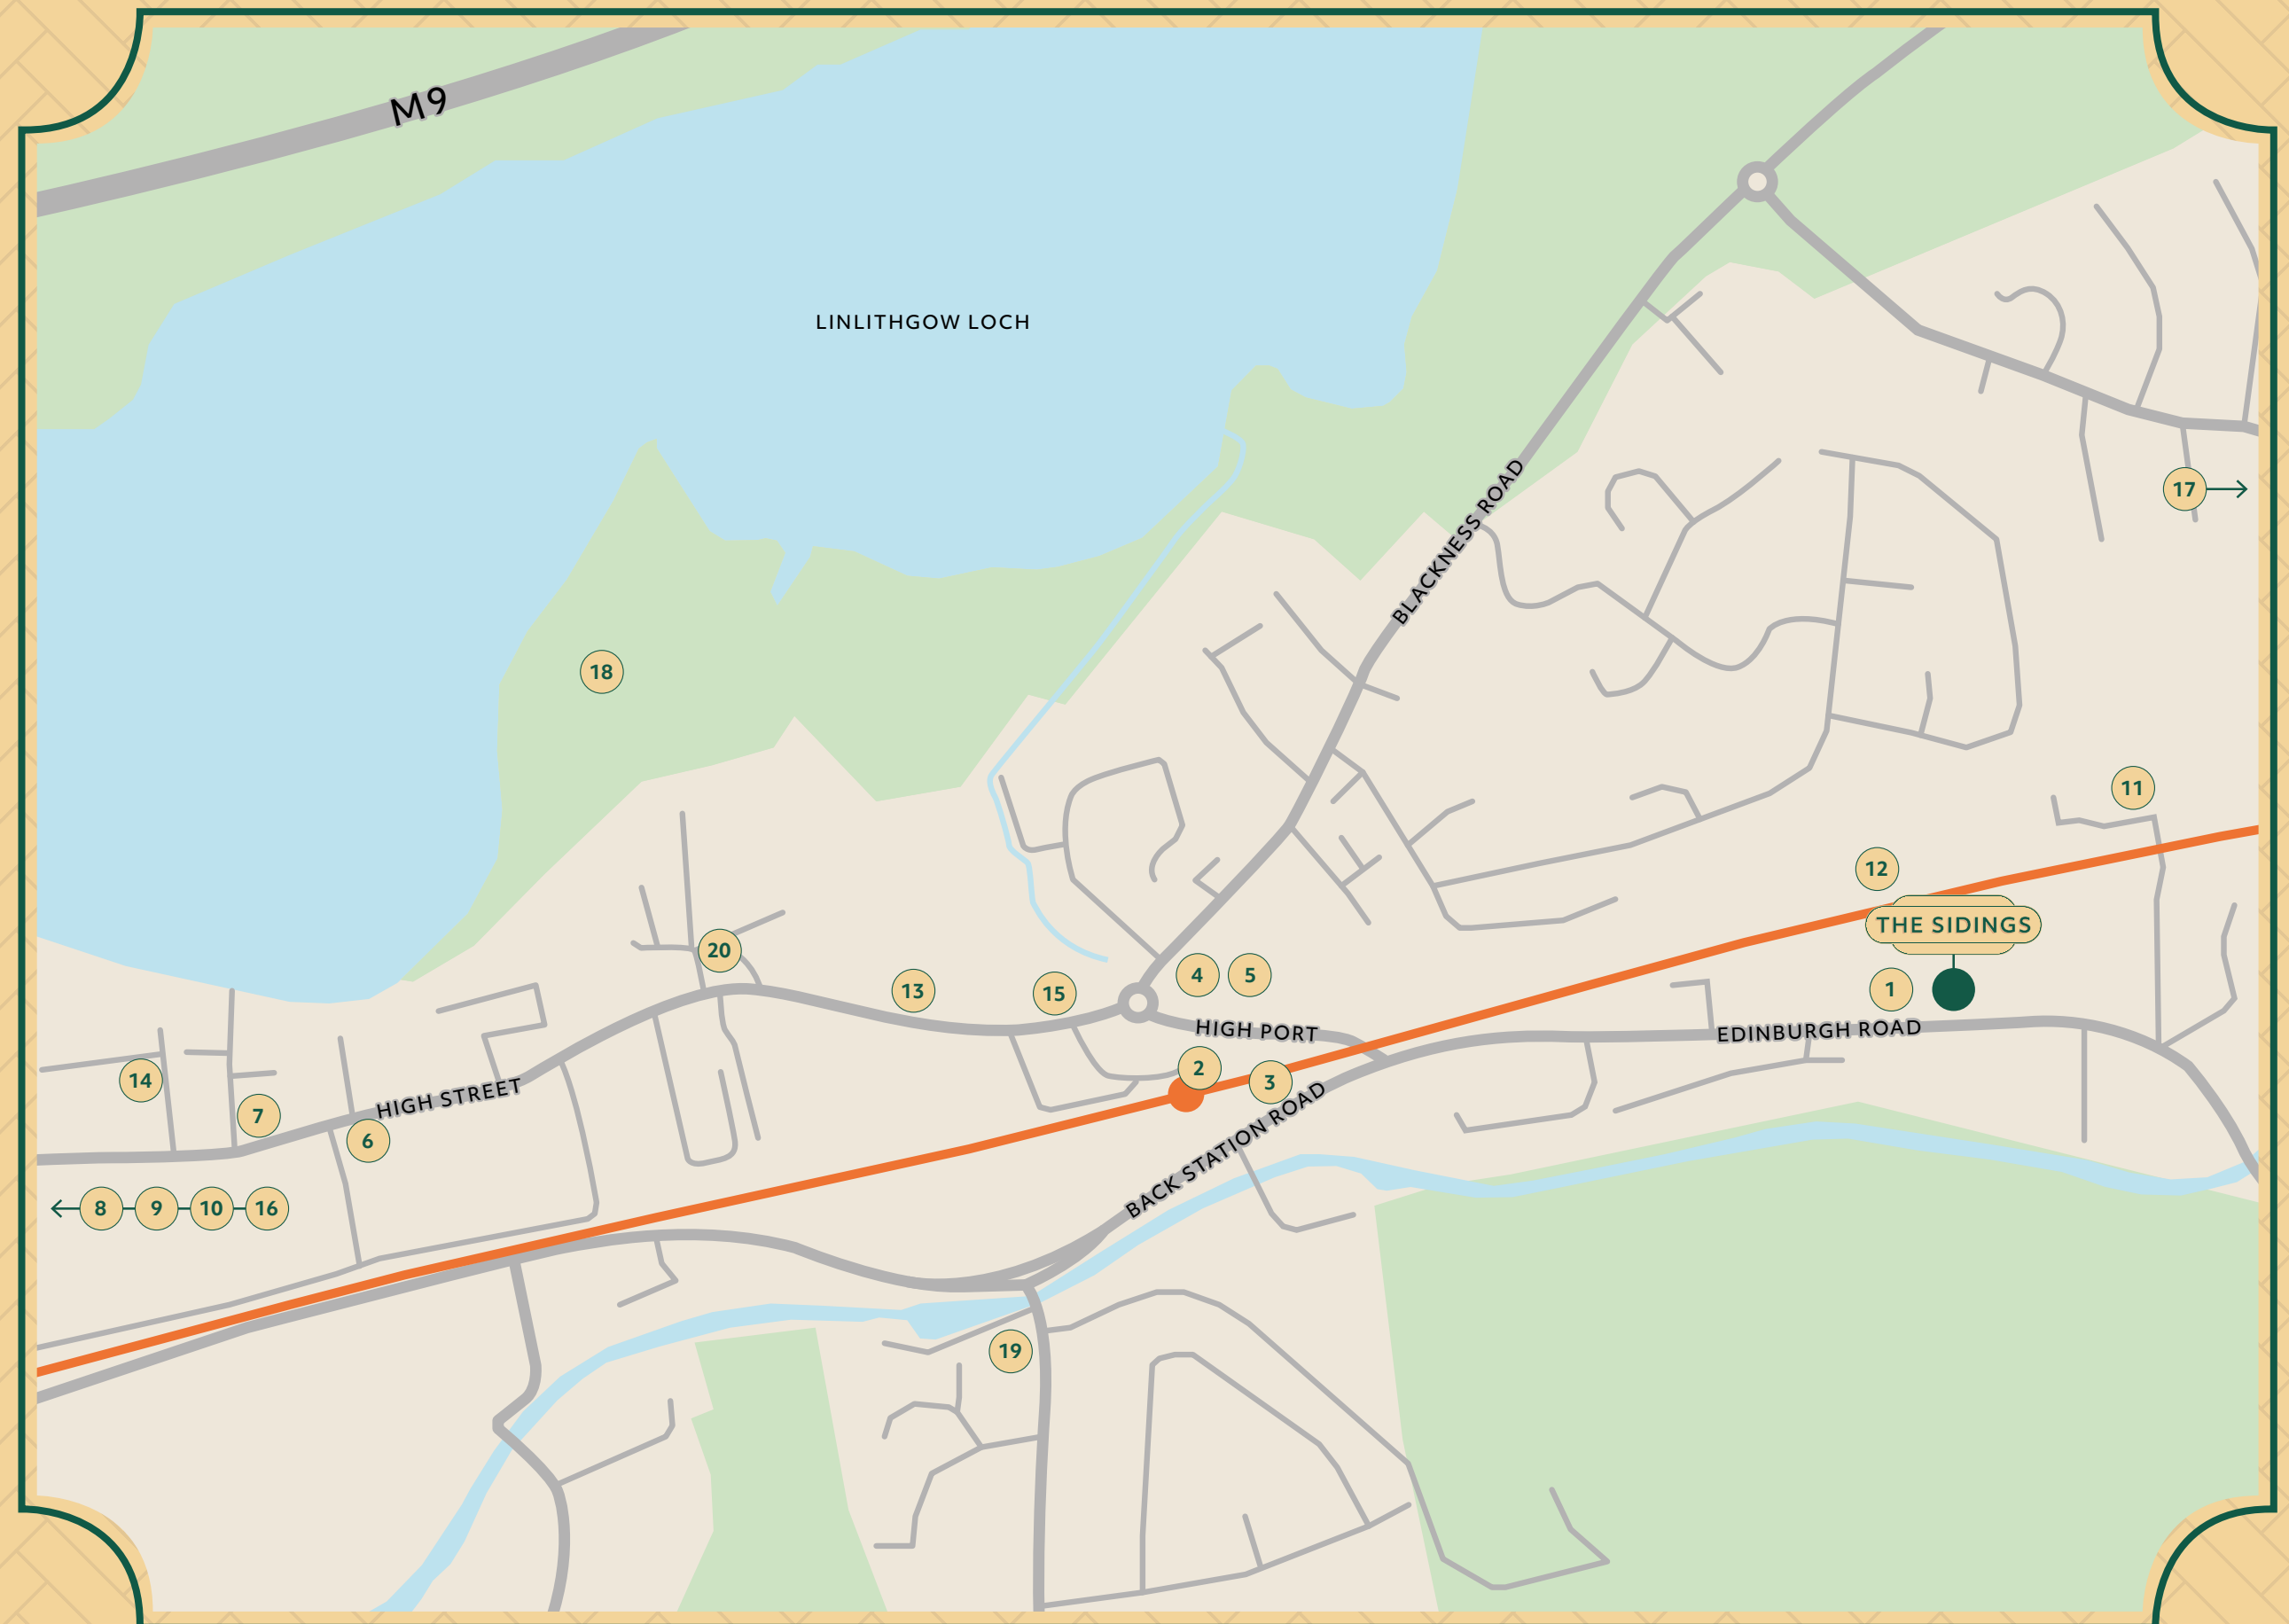 M9
LINLITHGOW LOCH
BLACKNESS ROAD
17
18
11
12
THE SIDINGS
20
13
15
4
5
1
HIGH PORT
EDINBURGH ROAD
14
7
HIGH STREET
6
2
3
BACK STATION ROAD
8
9
10
16
19